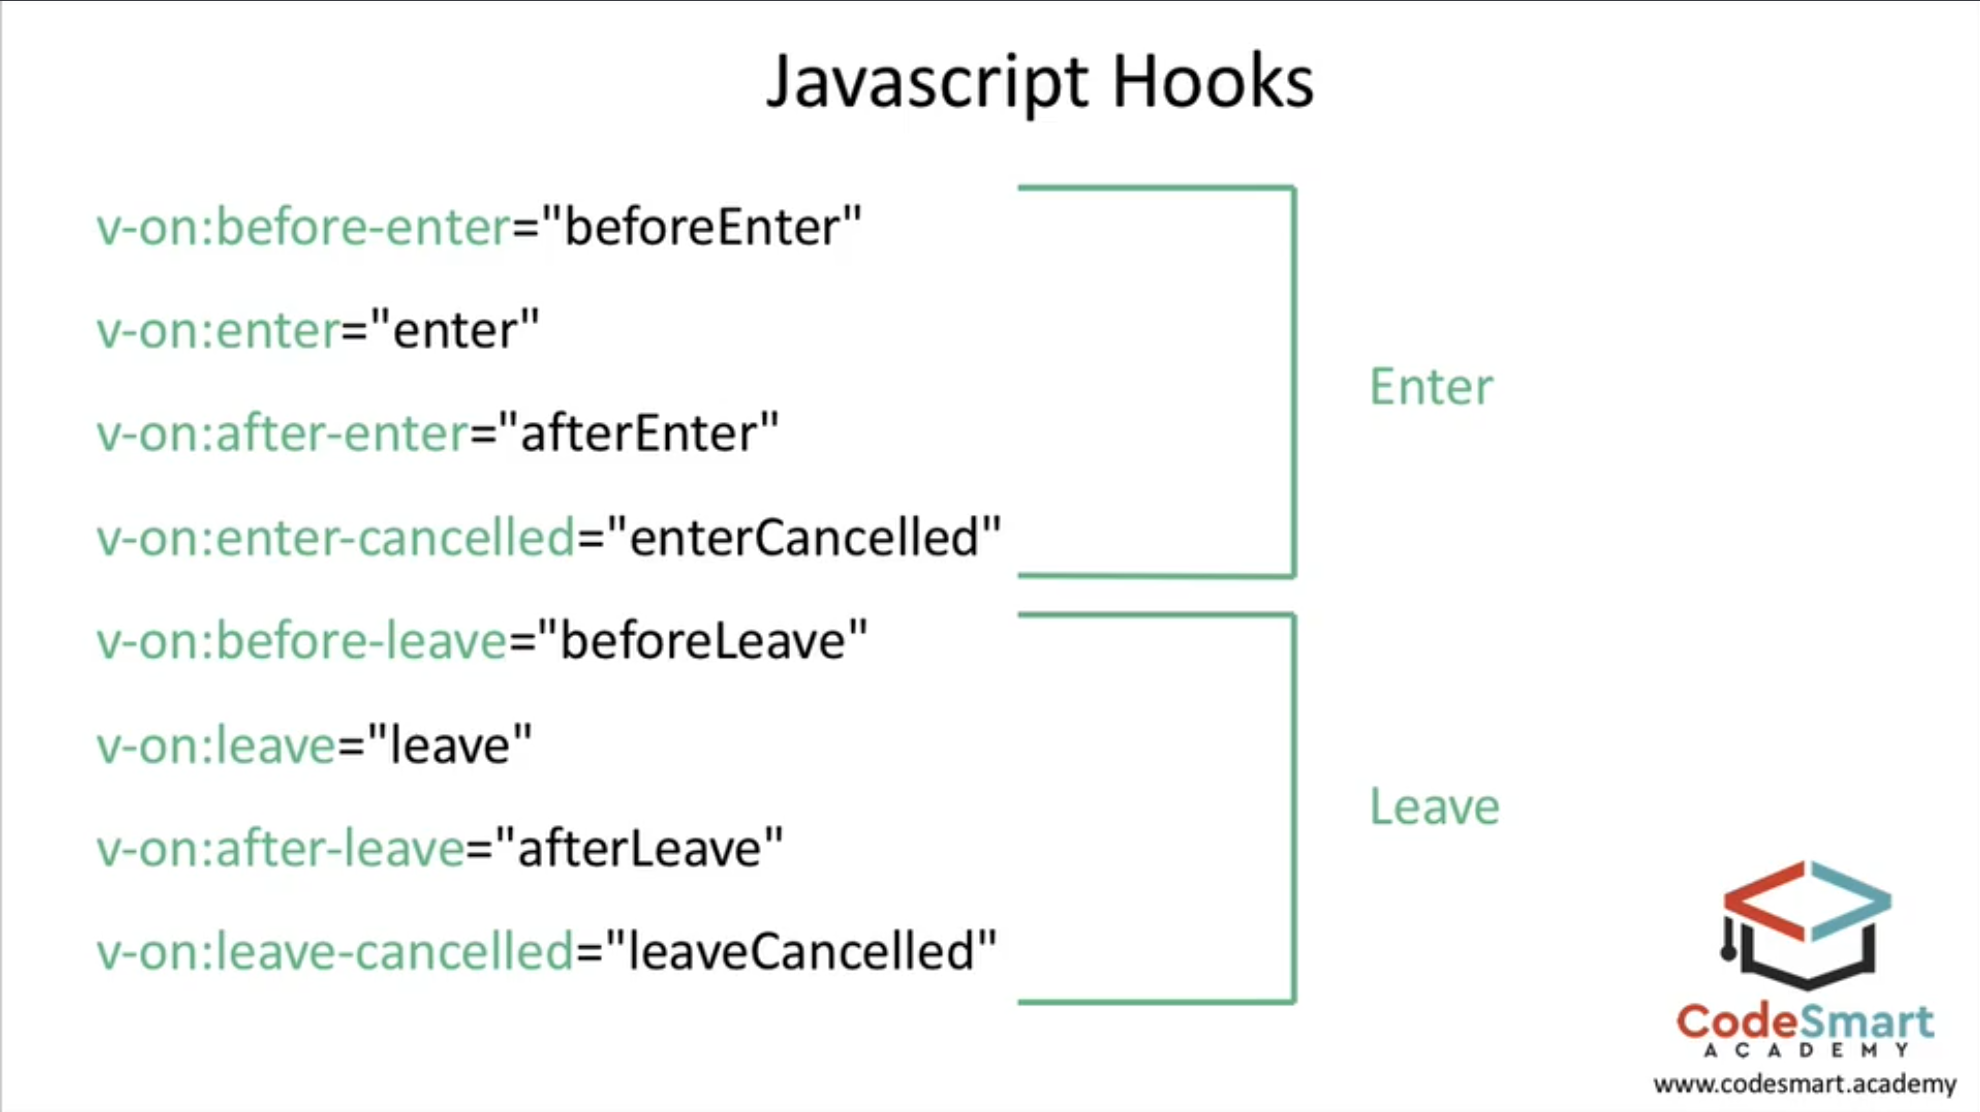 Javascript Hooks
v-on:before-enter="beforeEnter"
v-on:enter="enter"
v-on:after-enter="afterEnter"
v-on:enter-cancelled="enterCancelled"
Enter
v-on:before-leave="beforeLeave"
v-on:leave="leave"
v-on:after-leave="afterLeave"
v-on:leave-cancelled="leaveCancelled"
Leave
CodeSmart
ACADEMY
www.codesmart.academy